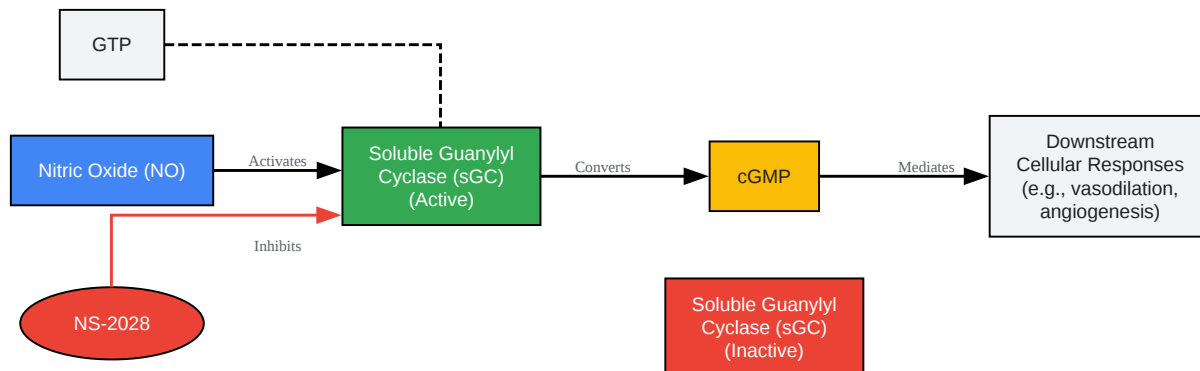 GTP
Nitric Oxide (NO)
Activates
Soluble Guanylyl
Cyclase (sGC)
(Active)
Converts
cGMP
Mediates
Downstream
Cellular Responses
(e.g., vasodilation,
angiogenesis)
Inhibits
NS-2028
Soluble Guanylyl
Cyclase (sGC)
(Inactive)